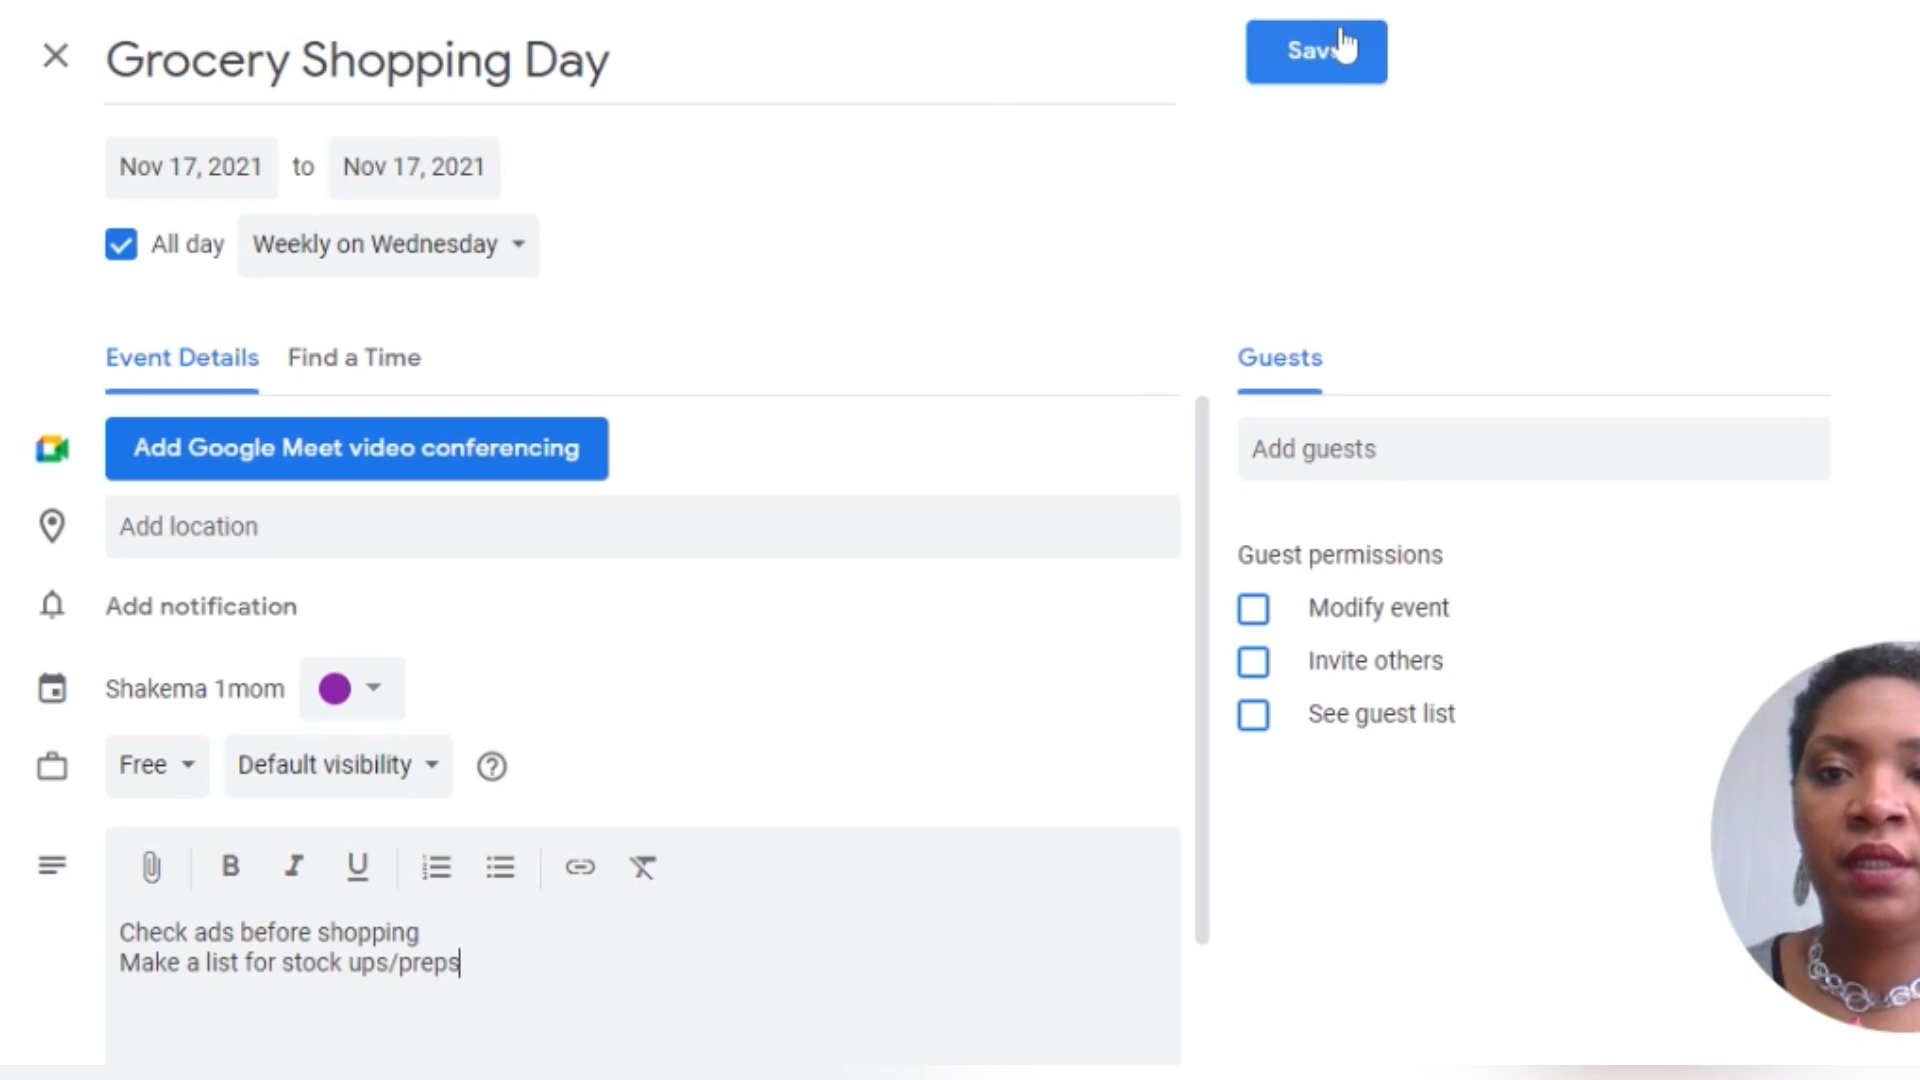 Grocery Shopping Day
Nov 17, 2021 to Nov 17, 2021
All day Weekly on Wednesday
Event Details Find a Time
Add Google Meet video conferencing
Add location
Add notification
Shakema 1mom
Free Default visibility
B I U
Check ads before shopping
Make a list for stock ups/preps
Guests
Add guests
Guest permissions
Modify event
Invite others
See guest list